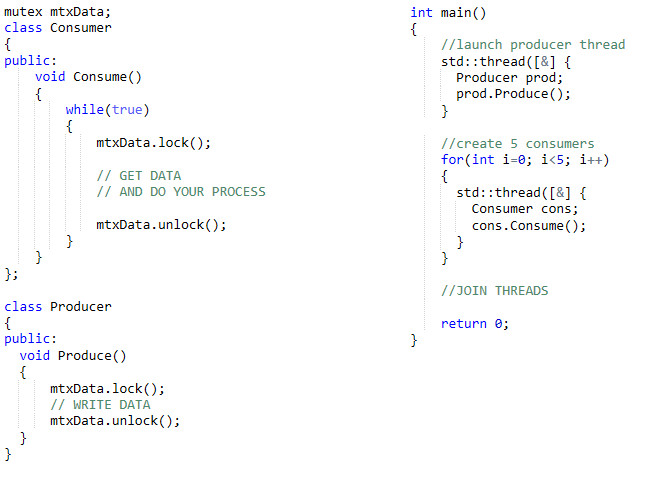 mutex mtxData;
class Consumer
{
public:
    void Consume()
    {
        while(true)
        {
            mtxData.lock();

            // GET DATA
            // AND DO YOUR PROCESS

            mtxData.unlock();
        }
    }
};

class Producer
{
public:
  void Produce()
  {
      mtxData.lock();
      // WRITE DATA
      mtxData.unlock();
  }
}

int main()
{
    //launch producer thread
    std::thread([&] {
      Producer prod;
      prod.Produce();
    }

    //create 5 consumers
    for(int i=0; i<5; i++)
    {
      std::thread([&] {
        Consumer cons;
        cons.Consume();
      }
    }

    //JOIN THREADS

    return 0;
}